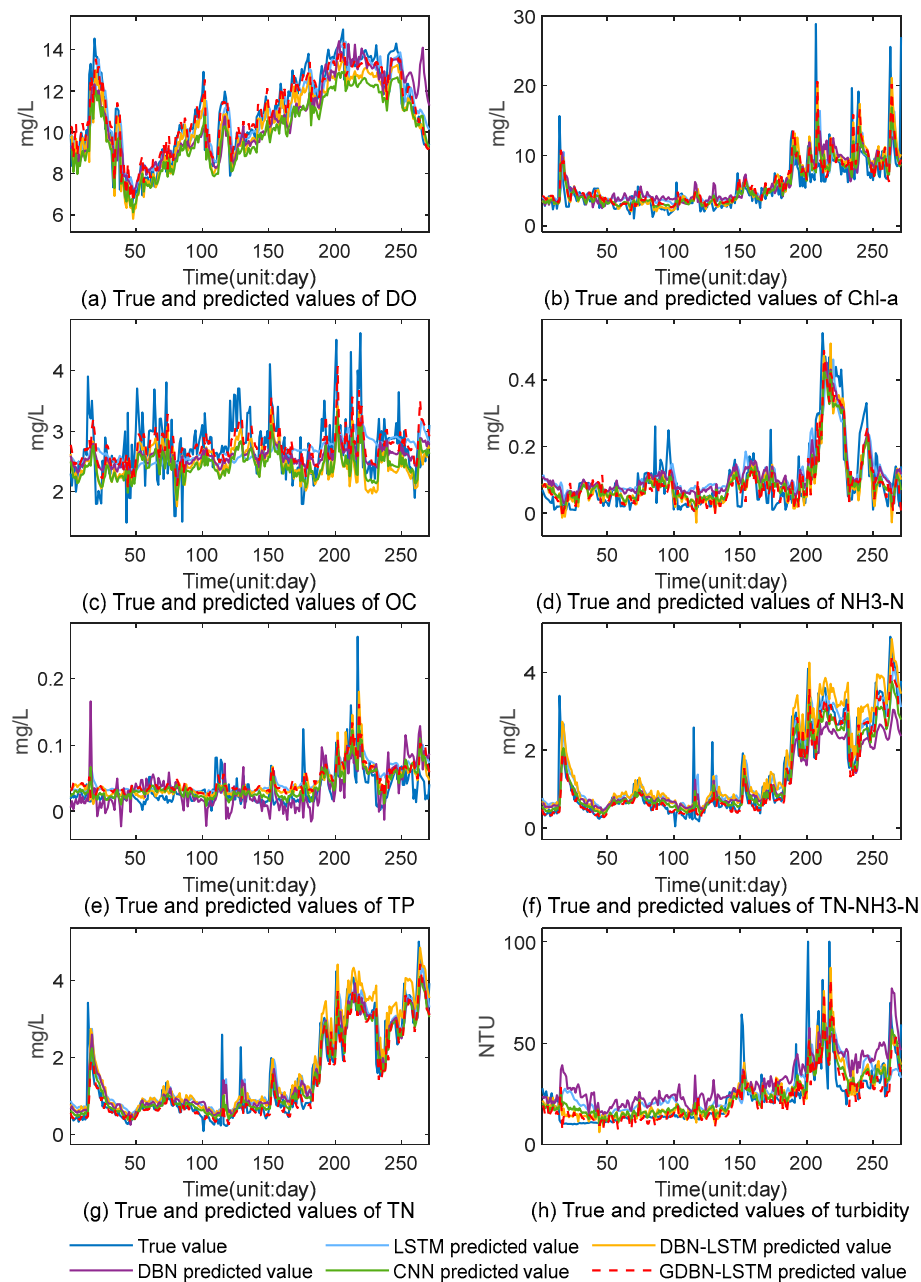 mg/L
14
12
10
8
6
50 100 150 200 250
Time(unit:day)
(a) True and predicted values of DO
mg/L
30
20
10
0
50 100 150 200 250
Time(unit:day)
(b) True and predicted values of Chl-a
mg/L
4
3
2
50 100 150 200 250
Time(unit:day)
(c) True and predicted values of OC
mg/L
0.4
0.2
0
50 100 150 200 250
Time(unit:day)
(d) True and predicted values of NH3-N
mg/L
0.2
0.1
0
50 100 150 200 250
Time(unit:day)
(e) True and predicted values of TP
mg/L
4
2
0
50 100 150 200 250
Time(unit:day)
(f) True and predicted values of TN-NH3-N
mg/L
4
2
0
50 100 150 200 250
Time(unit:day)
(g) True and predicted values of TN
NTU
100
50
0
50 100 150 200 250
Time(unit:day)
(h) True and predicted values of turbidity
True value LSTM predicted value DBN-LSTM predicted value
DBN predicted value CNN predicted value GDBN-LSTM predicted value